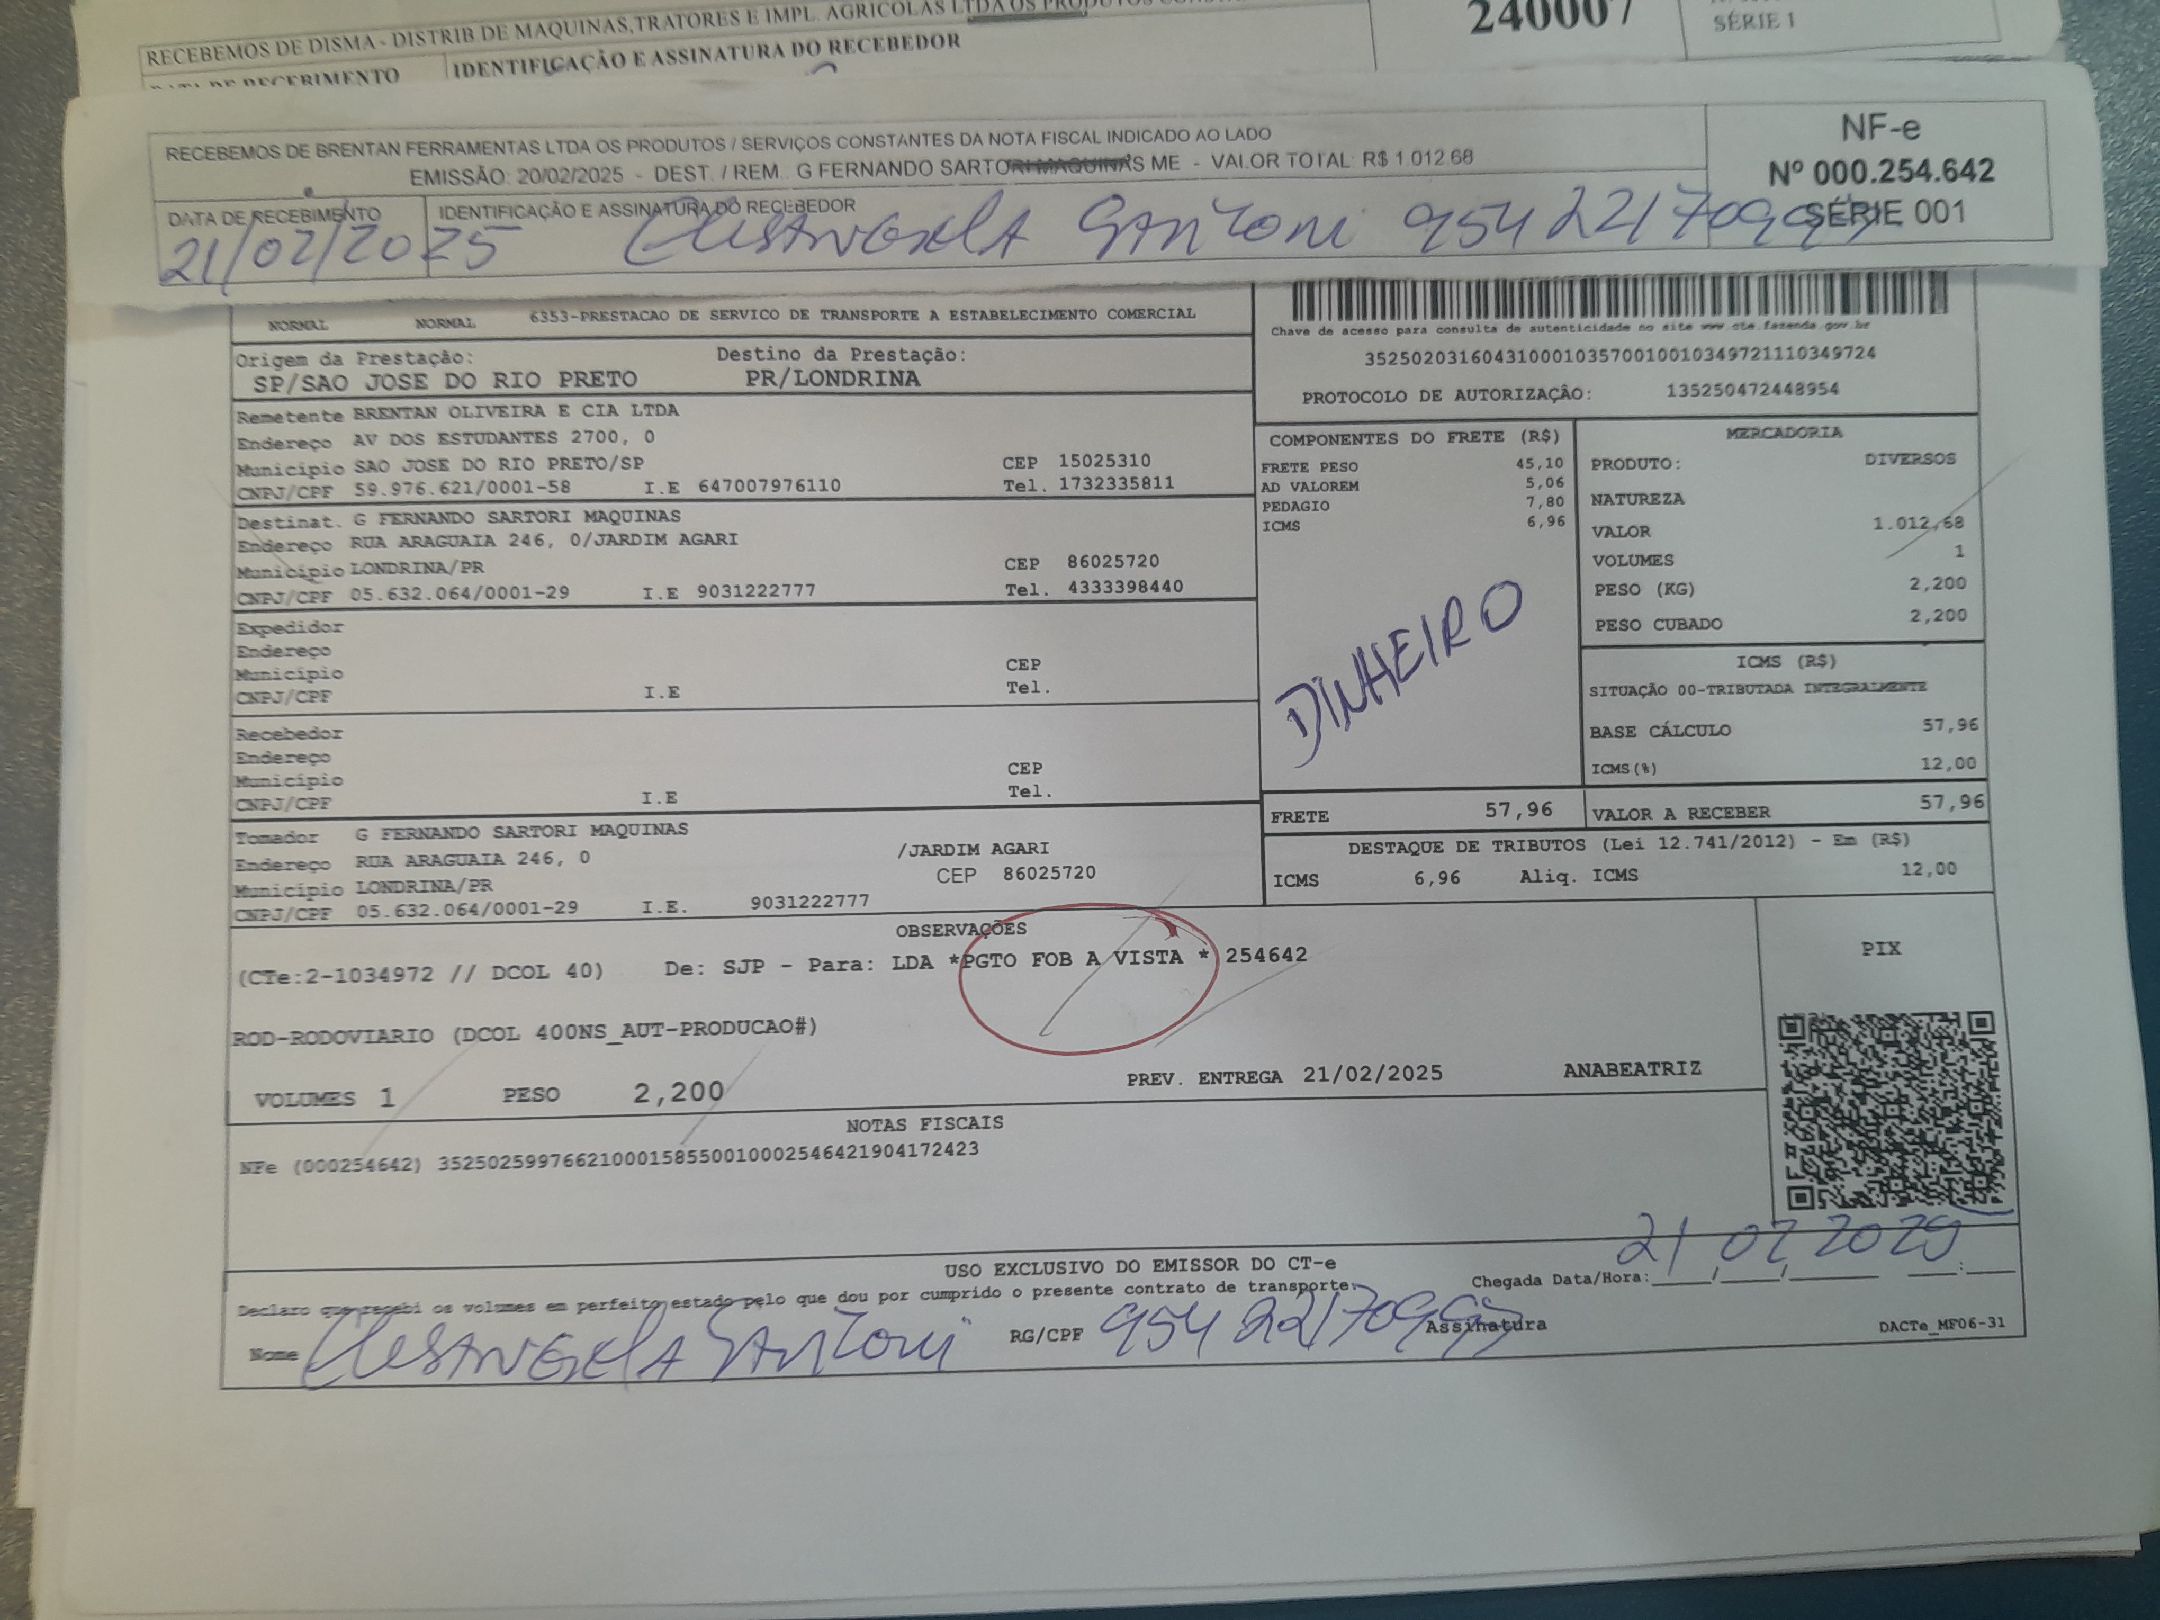 RECEBEMOS DE DISMA - DISTRIB DE MAQUINAS, TRATORES E IMPL. AGRICOLAS LTDA OS
240007
SÉRIE 1
IDENTIFICAÇÃO E ASSINATURA DO RECEBEDOR
DATA DE RECEBIMENTO
RECEBEMOS DE BRENTAN FERRAMENTAS LTDA OS PRODUTOS / SERVIÇOS CONSTANTES DA NOTA FISCAL INDICADO AO LADO
EMISSÃO: 20/02/2025 - DEST. / REM.. G FERNANDO SARTORI MAQUINAS ME - VALOR TOTAL: R$ 1.012.68
NF-e
Nº 000.254.642
SÉRIE 001
DATA DE RECEBIMENTO
IDENTIFICAÇÃO E ASSINATURA DO RECEBEDOR
21/02/2025
NORMAL NORMAL 6353-PRESTACAO DE SERVICO DE TRANSPORTE A ESTABELECIMENTO COMERCIAL
Chave de acesso para consulta de autenticidade no site www.cte.fazenda.gov.br
35250203160431000103570010010349721110349724
PROTOCOLO DE AUTORIZAÇÃO: 135250472448954
Origem da Prestação: Destino da Prestação:
SP/SAO JOSE DO RIO PRETO PR/LONDRINA
Remetente BRENTAN OLIVEIRA E CIA LTDA
Endereço AV DOS ESTUDANTES 2700, 0
Município SAO JOSE DO RIO PRETO/SP CEP 15025310
CNPJ/CPF 59.976.621/0001-58 I.E 647007976110 Tel. 1732335811
Destinat. G FERNANDO SARTORI MAQUINAS
Endereço RUA ARAGUAIA 246, 0/JARDIM AGARI
Município LONDRINA/PR CEP 86025720
CNPJ/CPF 05.632.064/0001-29 I.E 9031222777 Tel. 4333398440
Expedidor
Endereço
Município CEP
CNPJ/CPF I.E Tel.
Recebedor
Endereço
Município CEP
CNPJ/CPF I.E Tel.
Tomador G FERNANDO SARTORI MAQUINAS
Endereço RUA ARAGUAIA 246, 0 /JARDIM AGARI
Município LONDRINA/PR CEP 86025720
CNPJ/CPF 05.632.064/0001-29 I.E. 9031222777
COMPONENTES DO FRETE (R$)
FRETE PESO 45,10
AD VALOREM 5,06
PEDAGIO 7,80
ICMS 6,96
DINHEIRO
MERCADORIA
PRODUTO: DIVERSOS
NATUREZA
VALOR 1.012,68
VOLUMES 1
PESO (KG) 2,200
PESO CUBADO 2,200
ICMS (R$)
SITUAÇÃO 00-TRIBUTADA INTEGRALMENTE
BASE CÁLCULO 57,96
ICMS(%) 12,00
FRETE 57,96 VALOR A RECEBER 57,96
DESTAQUE DE TRIBUTOS (Lei 12.741/2012) - Em (R$)
ICMS 6,96 Aliq. ICMS 12,00
OBSERVAÇÕES
(CTe:2-1034972 // DCOL 40) De: SJP - Para: LDA *PGTO FOB A VISTA * 254642
PIX
ROD-RODOVIARIO (DCOL 400NS_AUT-PRODUCAO#)
VOLUMES 1 PESO 2,200 PREV. ENTREGA 21/02/2025 ANABEATRIZ
NOTAS FISCAIS
NFe (000254642) 35250259976621000158550010002546421904172423
USO EXCLUSIVO DO EMISSOR DO CT-e
Declaro que recebi os volumes em perfeito estado pelo que dou por cumprido o presente contrato de transporte.
Chegada Data/Hora: 21/02/2025
Nome
RG/CPF
Assinatura
DACTe_MF06-31